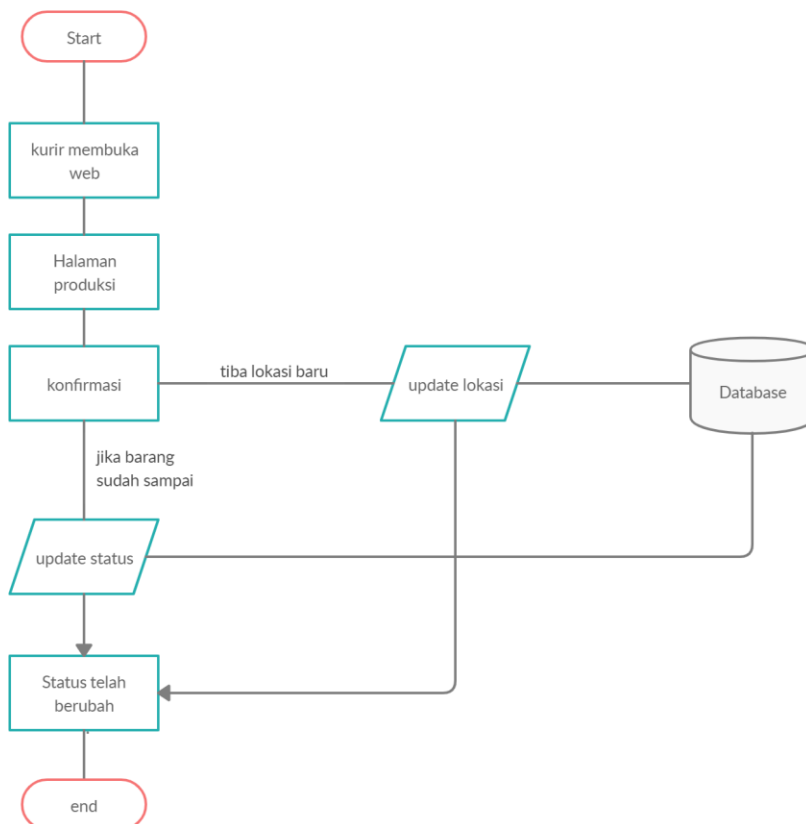 Start
kurir membuka
web
Halaman
produksi
konfirmasi
tiba lokasi baru
update lokasi
Database
jika barang
sudah sampai
update status
Status telah
berubah
end